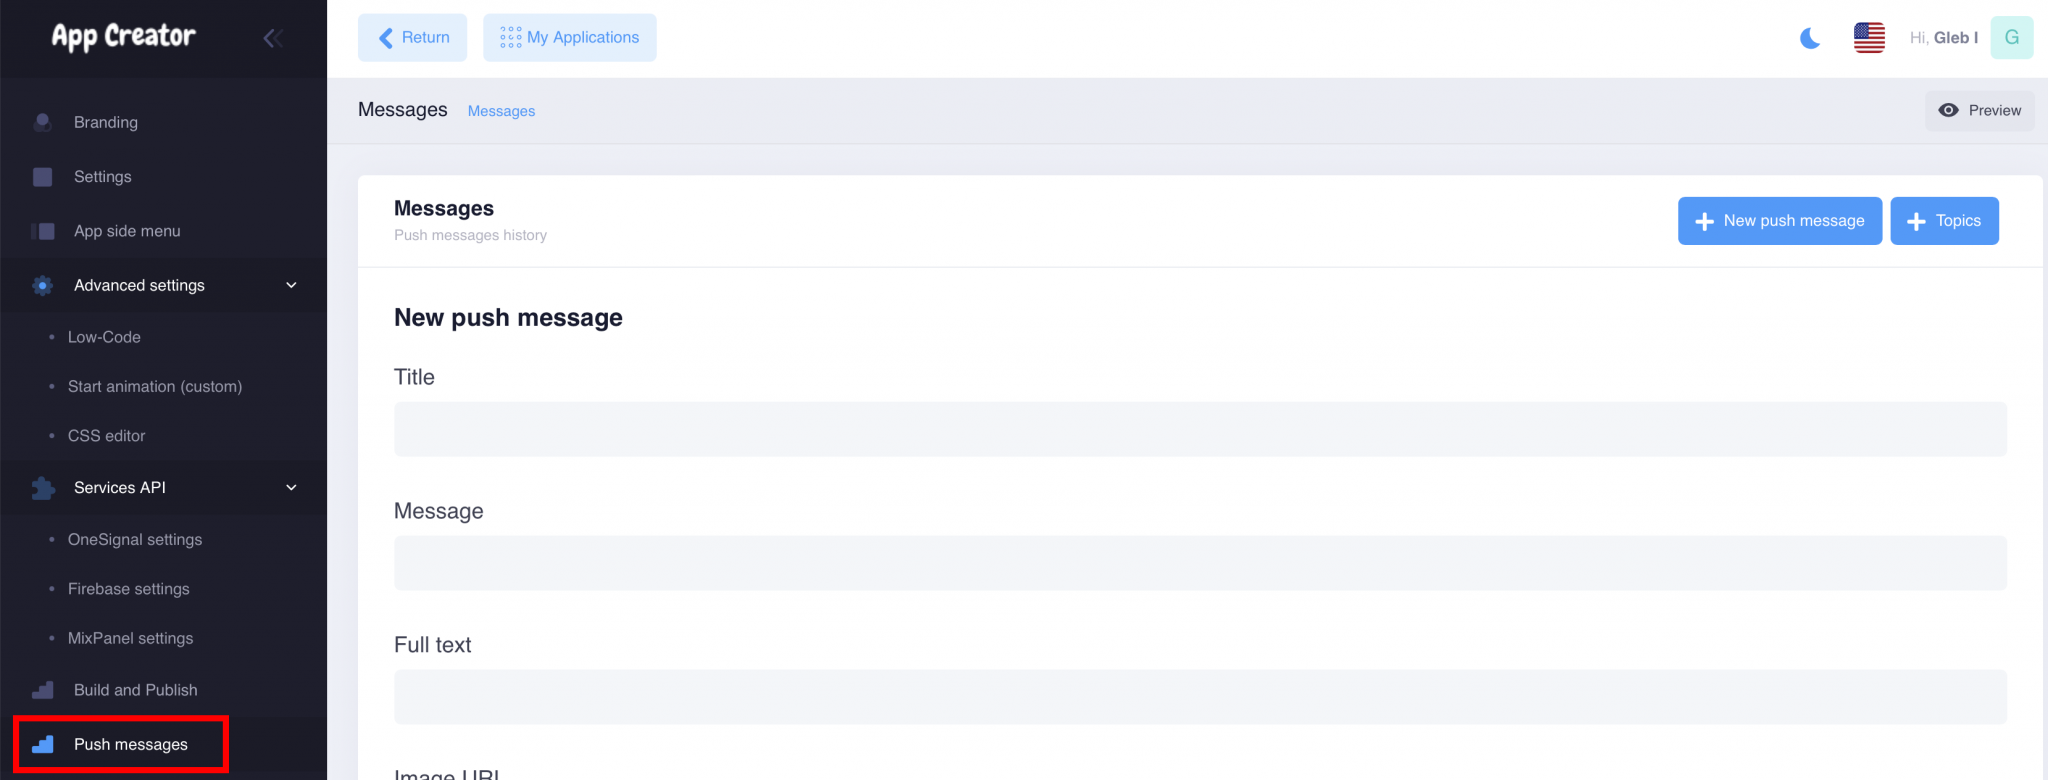 App Creator
Return
My Applications
Hi, Gleb I
G
Branding
Settings
App side menu
Advanced settings
Low-Code
Start animation (custom)
CSS editor
Services API
OneSignal settings
Firebase settings
MixPanel settings
Build and Publish
Push messages
Messages Messages
Preview
Messages
Push messages history
New push message
Topics
New push message
Title
Message
Full text
Image URL